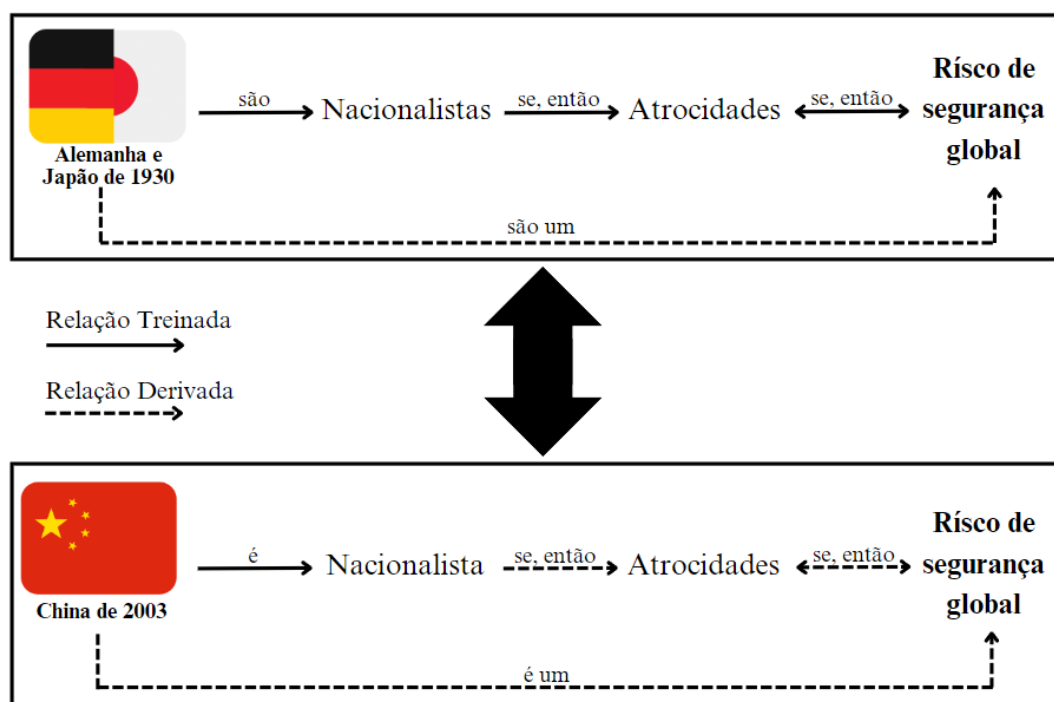 são
Nacionalistas
se, então
Atrocidades
se, então
Rísco de
segurança
global
Alemanha e
Japão de 1930
são um
Relação Treinada
Relação Derivada
é
Nacionalista
se, então
Atrocidades
se, então
Rísco de
segurança
global
China de 2003
é um